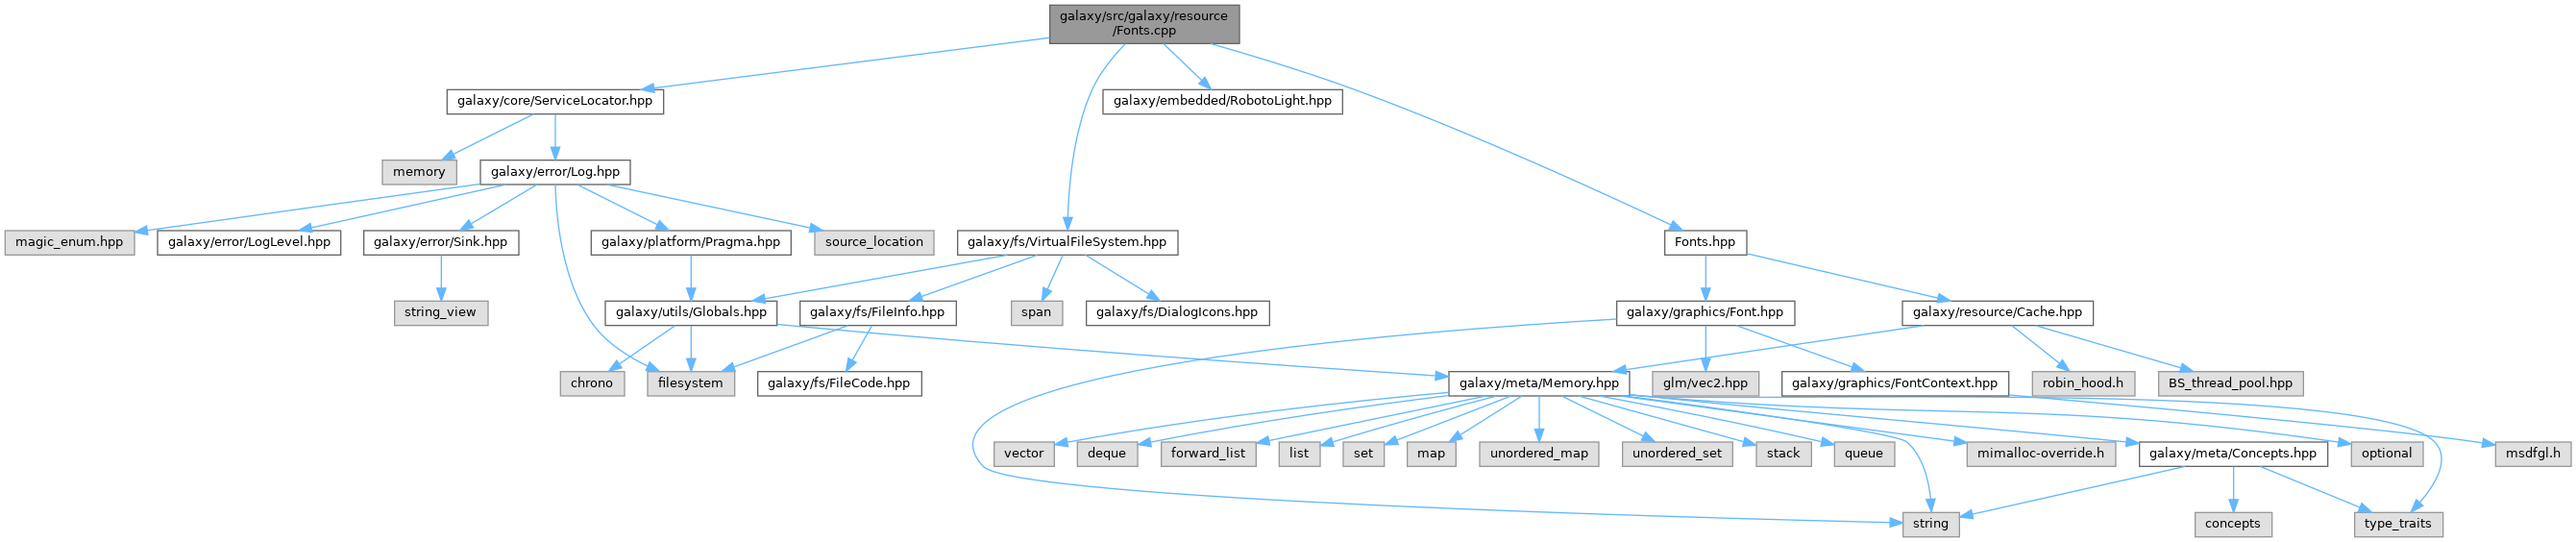 galaxy/src/galaxy/resource
/Fonts.cpp
galaxy/core/ServiceLocator.hpp
galaxy/embedded/RobotoLight.hpp
memory
galaxy/error/Log.hpp
magic_enum.hpp
galaxy/error/LogLevel.hpp
galaxy/error/Sink.hpp
galaxy/platform/Pragma.hpp
source_location
galaxy/fs/VirtualFileSystem.hpp
Fonts.hpp
string_view
galaxy/utils/Globals.hpp
galaxy/fs/FileInfo.hpp
span
galaxy/fs/DialogIcons.hpp
galaxy/graphics/Font.hpp
galaxy/resource/Cache.hpp
chrono
filesystem
galaxy/fs/FileCode.hpp
galaxy/meta/Memory.hpp
glm/vec2.hpp
galaxy/graphics/FontContext.hpp
robin_hood.h
BS_thread_pool.hpp
vector
deque
forward_list
list
set
map
unordered_map
unordered_set
stack
queue
mimalloc-override.h
galaxy/meta/Concepts.hpp
optional
msdfgl.h
string
concepts
type_traits